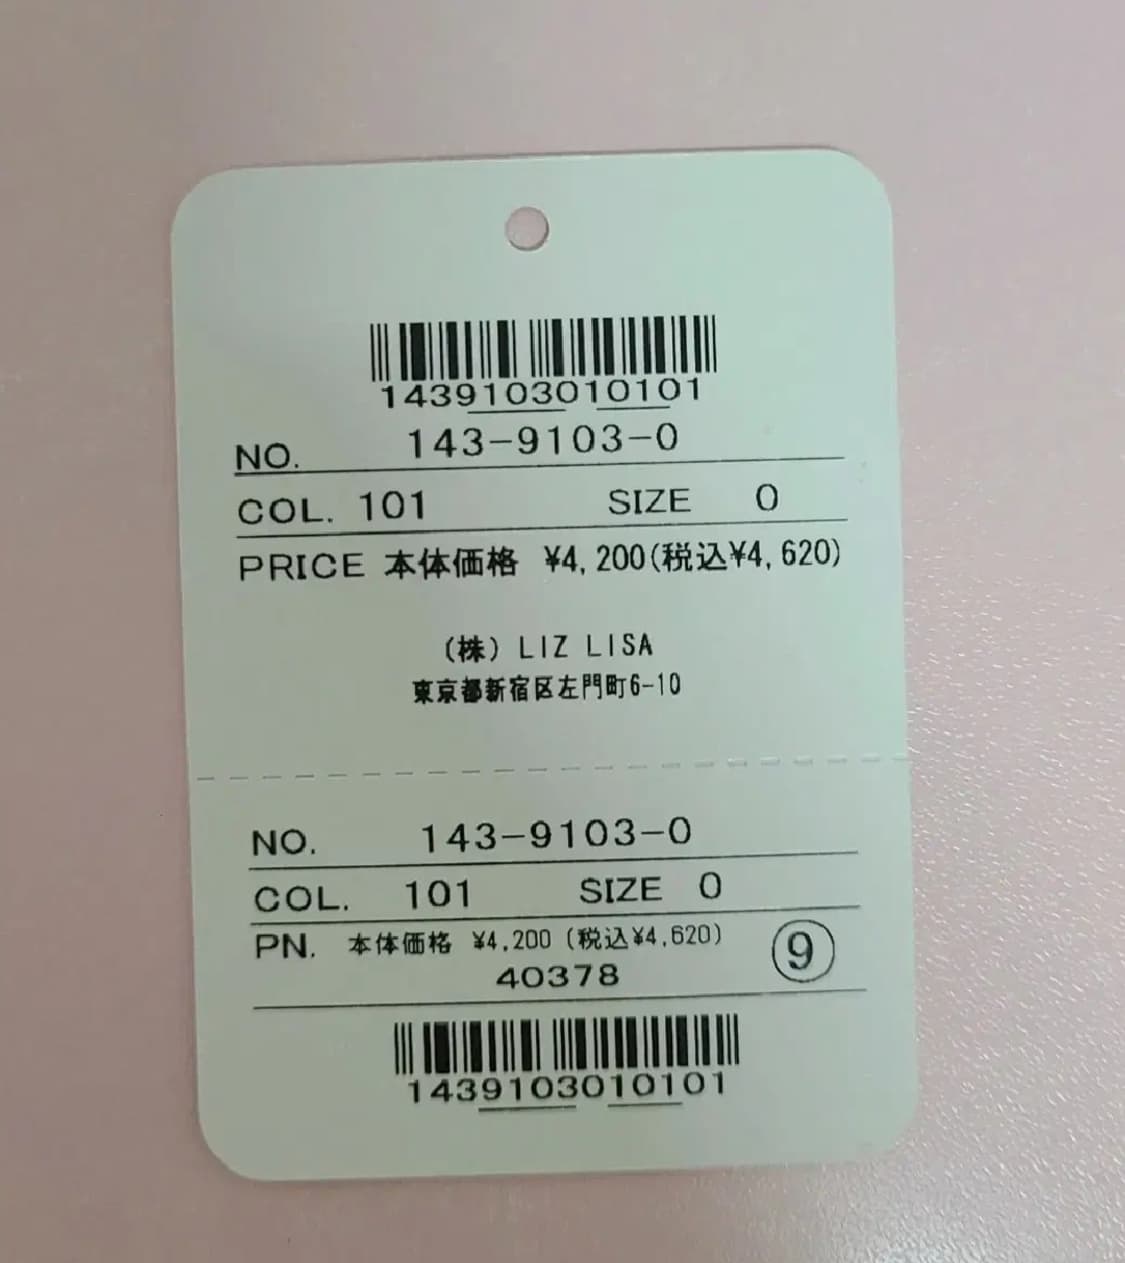 1439103010101
NO. 143-9103-0
COL. 101 SIZE 0
PRICE 本体価格 ¥4,200(税込¥4,620)
(株) LIZ LISA
東京都新宿区左門町6-10
NO. 143-9103-0
COL. 101 SIZE 0
PN. 本体価格 ¥4,200 (税込¥4,620)
40378 ⑨
1439103010101